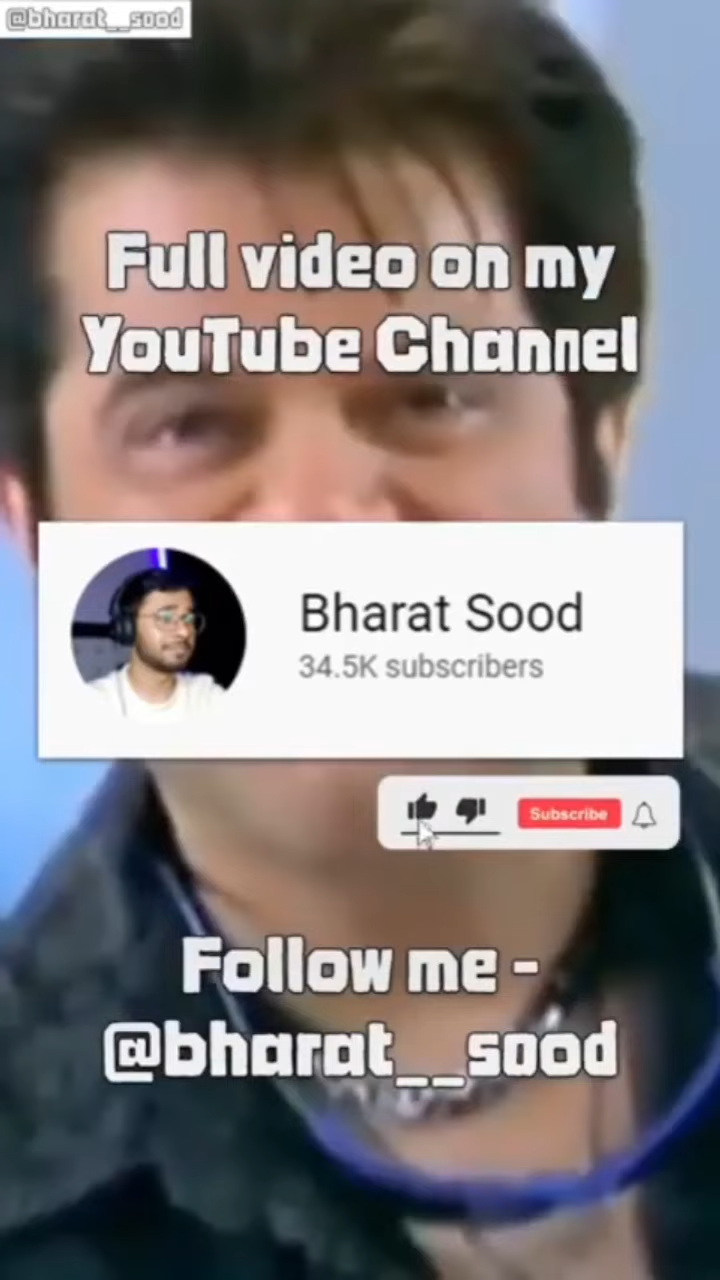 @bharat__sood
Full video on my
YouTube Channel
Bharat Sood
34.5K subscribers
Subscribe
Follow me -
@bharat__sood